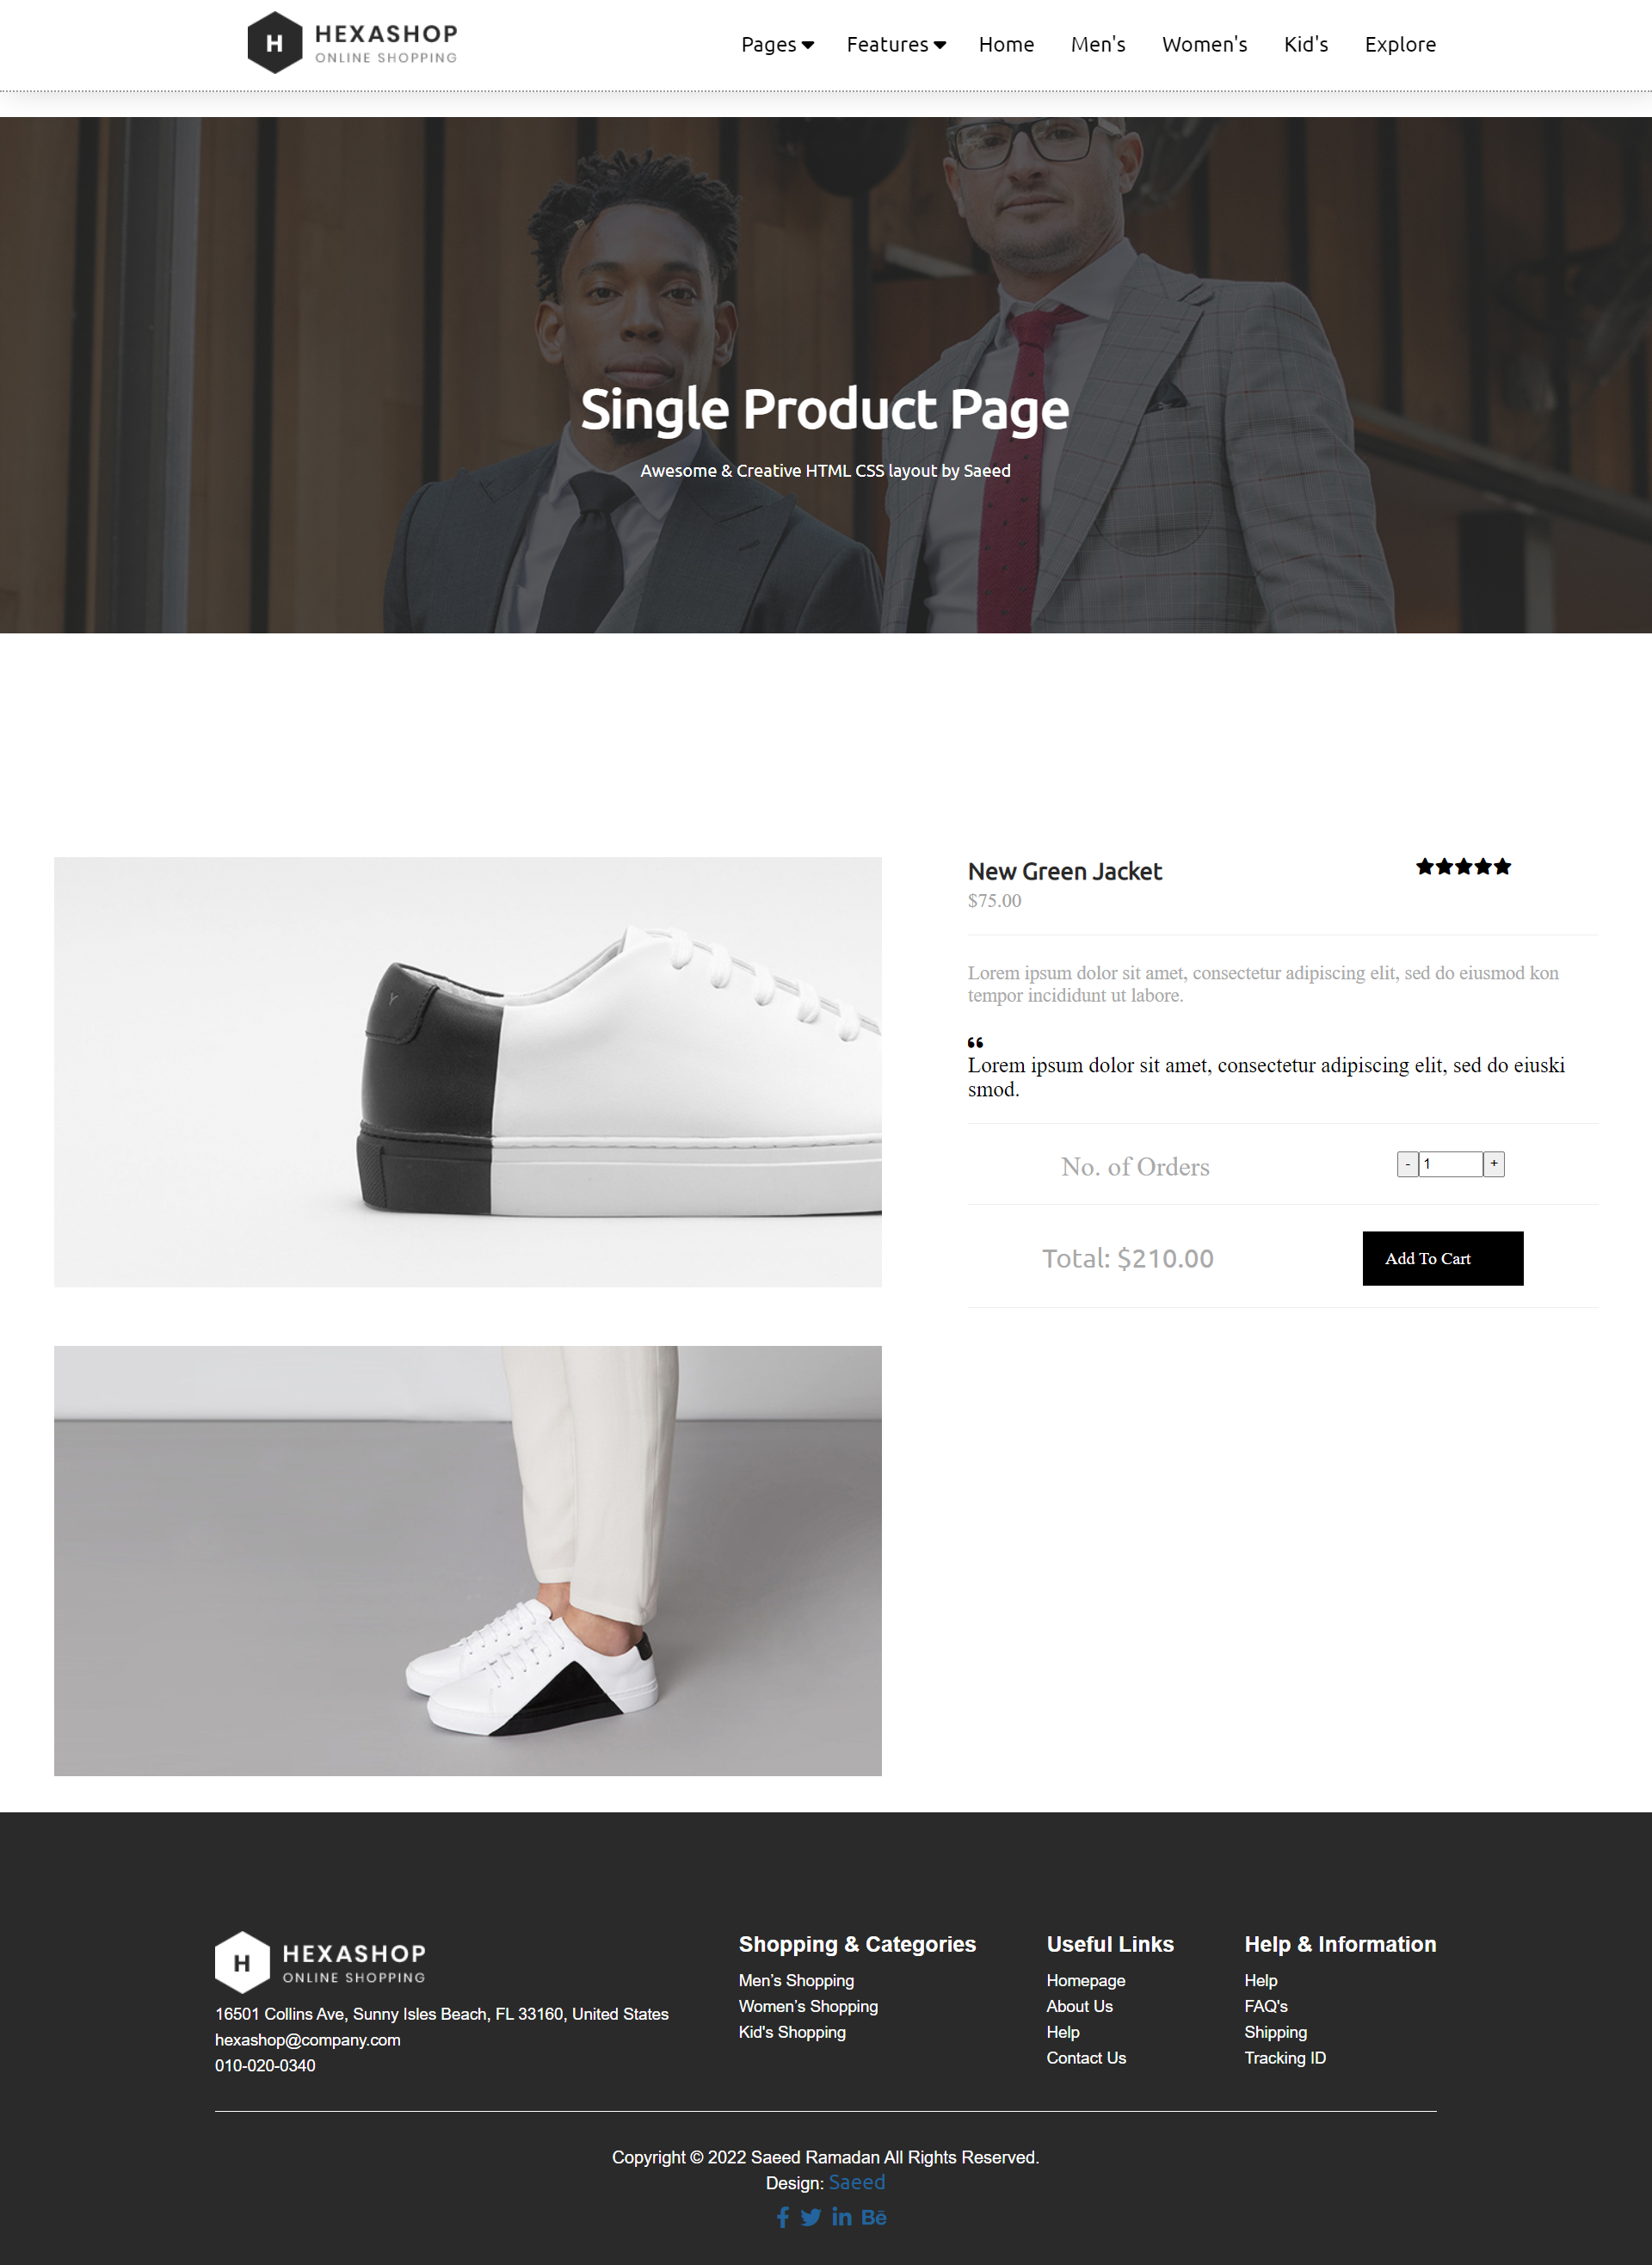 H HEXASHOP
ONLINE SHOPPING
Pages Features Home Men's Women's Kid's Explore
Single Product Page
Awesome & Creative HTML CSS layout by Saeed
New Green Jacket
$75.00
Lorem ipsum dolor sit amet, consectetur adipiscing elit, sed do eiusmod kon
tempor incididunt ut labore.
“
Lorem ipsum dolor sit amet, consectetur adipiscing elit, sed do eiuski
smod.
No. of Orders - 1 +
Total: $210.00 Add To Cart
Y
H HEXASHOP
ONLINE SHOPPING
16501 Collins Ave, Sunny Isles Beach, FL 33160, United States
hexashop@company.com
010-020-0340
Shopping & Categories
Men’s Shopping
Women’s Shopping
Kid's Shopping
Useful Links
Homepage
About Us
Help
Contact Us
Help & Information
Help
FAQ's
Shipping
Tracking ID
Copyright © 2022 Saeed Ramadan All Rights Reserved.
Design: Saeed
f in Bē